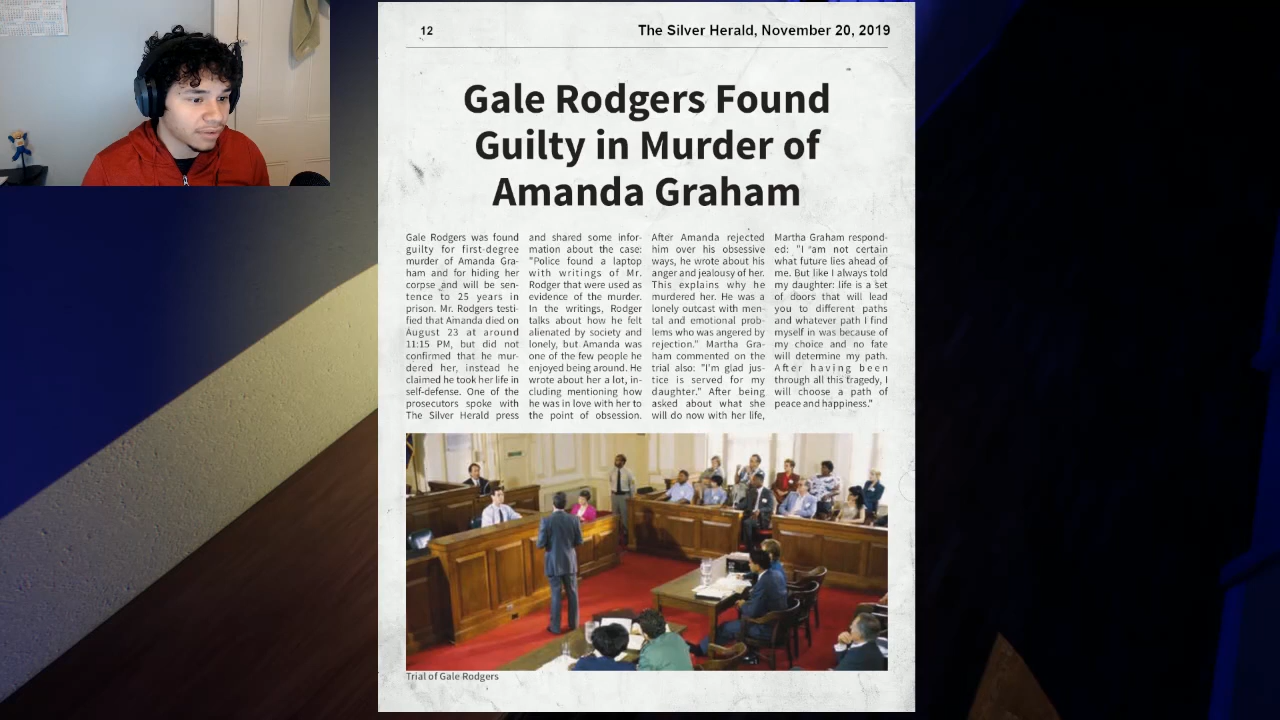 12
The Silver Herald, November 20, 2019
Gale Rodgers Found
Guilty in Murder of
Amanda Graham
Gale Rodgers was found
guilty for first-degree
murder of Amanda Gra-
ham and for hiding her
corpse and will be sen-
tence to 25 years in
prison. Mr. Rodgers testi-
fied that Amanda died on
August 23 at around
11:15 PM, but did not
confirmed that he mur-
dered her, instead he
claimed he took her life in
self-defense. One of the
prosecutors spoke with
The Silver Herald press
and shared some infor-
mation about the case:
"Police found a laptop
with writings of Mr.
Rodger that were used as
evidence of the murder.
In the writings, Rodger
talks about how he felt
alienated by society and
lonely, but Amanda was
one of the few people he
enjoyed being around. He
wrote about her a lot, in-
cluding mentioning how
he was in love with her to
the point of obsession.
After Amanda rejected
him over his obsessive
ways, he wrote about his
anger and jealousy of her.
This explains why he
murdered her. He was a
lonely outcast with men-
tal and emotional prob-
lems who was angered by
rejection." Martha Gra-
ham commented on the
trial also: "I'm glad jus-
tice is served for my
daughter." After being
asked about what she
will do now with her life,
Martha Graham respond-
ed: "I am not certain
what future lies ahead of
me. But like I always told
my daughter: life is a set
of doors that will lead
you to different paths
and whatever path I find
myself in was because of
my choice and no fate
will determine my path.
After having been
through all this tragedy, I
will choose a path of
peace and happiness."
Trial of Gale Rodgers